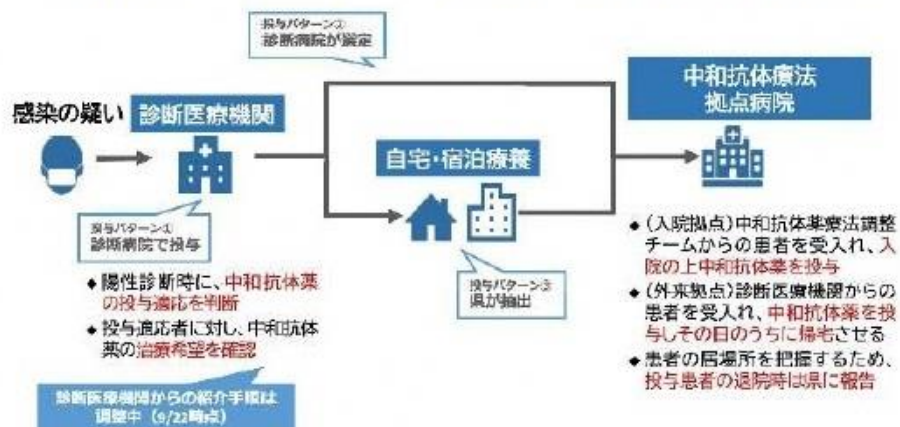 投与パターン②
診断病院が選定
中和抗体療法
拠点病院
感染の疑い
診断医療機関
自宅・宿泊療養
投与パターン①
診断病院で投与
投与パターン③
県が抽出
◆ 陽性診断時に、中和抗体薬
の投与適応を判断
◆ 投与適応者に対し、中和抗体
薬の治療希望を確認
診断医療機関からの紹介手順は
調整中（9/22時点）
◆ （入院拠点）中和抗体薬療法調整
チームからの患者を受入れ、入
院の上中和抗体薬を投与
◆ （外来拠点）診断医療機関からの
患者を受入れ、中和抗体薬を投
与しその日のうちに帰宅させる
◆ 患者の居場所を把握するため、
投与患者の退院時は県に報告